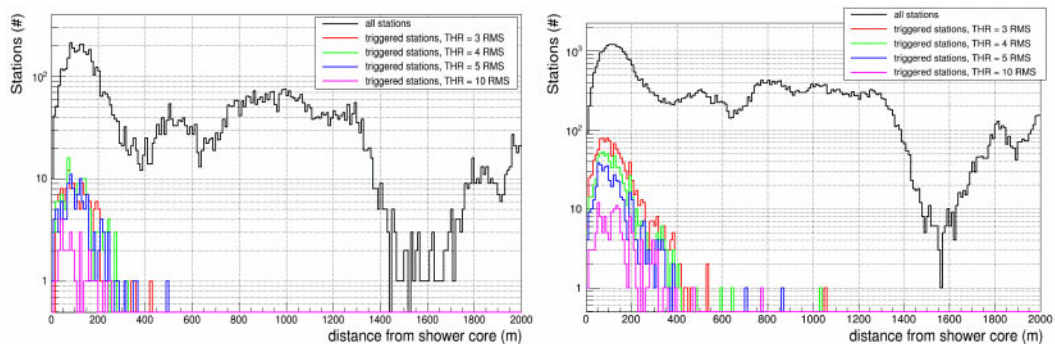 Stations (#)
all stations
triggered stations, THR = 3 RMS
triggered stations, THR = 4 RMS
triggered stations, THR = 5 RMS
triggered stations, THR = 10 RMS
10²
10
1
0 200 400 600 800 1000 1200 1400 1600 1800 2000
distance from shower core (m)
Stations (#)
all stations
triggered stations, THR = 3 RMS
triggered stations, THR = 4 RMS
triggered stations, THR = 5 RMS
triggered stations, THR = 10 RMS
10³
10²
10
1
0 200 400 600 800 1000 1200 1400 1600 1800 2000
distance from shower core (m)